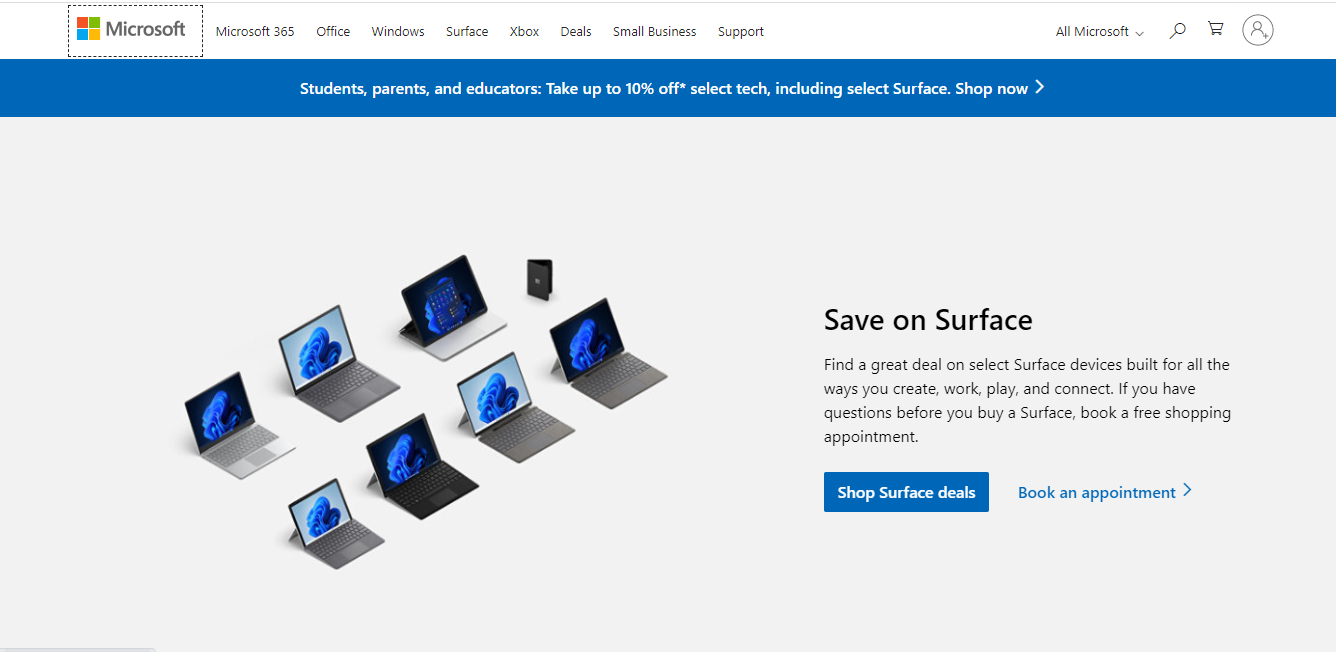 Microsoft Microsoft 365 Office Windows Surface Xbox Deals Small Business Support All Microsoft
Students, parents, and educators: Take up to 10% off* select tech, including select Surface. Shop now
Save on Surface
Find a great deal on select Surface devices built for all the
ways you create, work, play, and connect. If you have
questions before you buy a Surface, book a free shopping
appointment.
Shop Surface deals Book an appointment